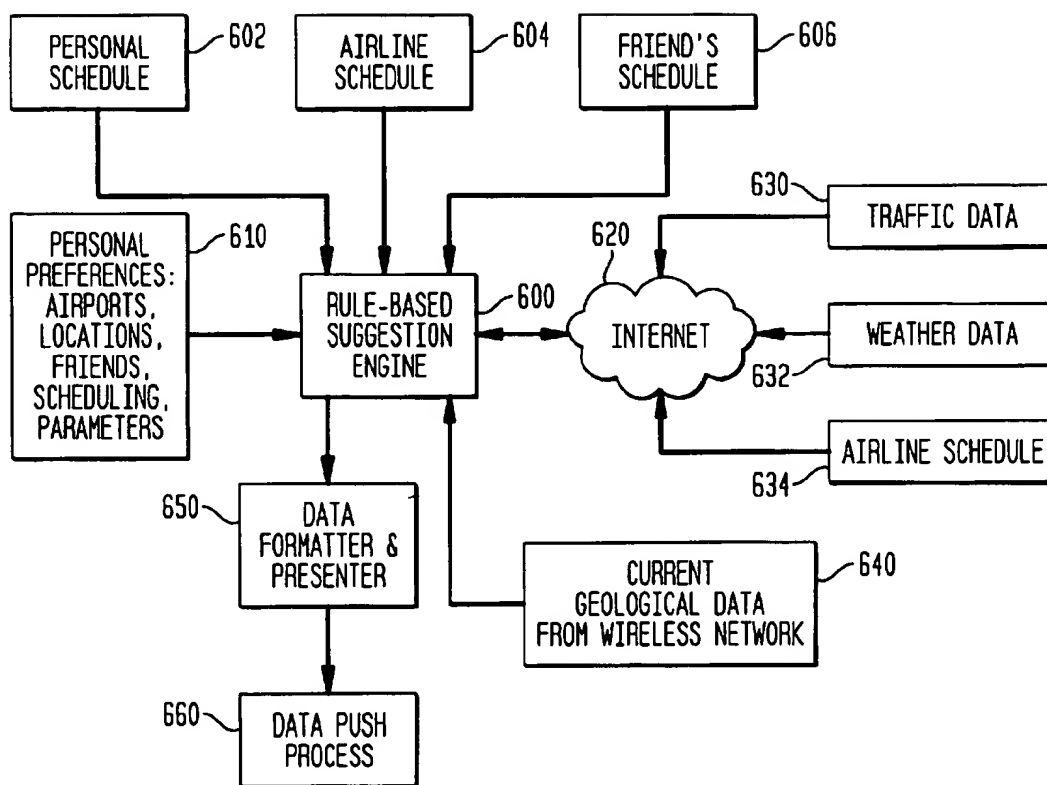 PERSONAL
SCHEDULE
602
AIRLINE
SCHEDULE
604
FRIEND'S
SCHEDULE
606
PERSONAL
PREFERENCES:
AIRPORTS,
LOCATIONS,
FRIENDS,
SCHEDULING,
PARAMETERS
610
RULE-BASED
SUGGESTION
ENGINE
600
620
INTERNET
630
TRAFFIC DATA
WEATHER DATA
632
AIRLINE SCHEDULE
634
650
DATA
FORMATTER &
PRESENTER
CURRENT
GEOLOGICAL DATA
FROM WIRELESS NETWORK
640
660
DATA PUSH
PROCESS